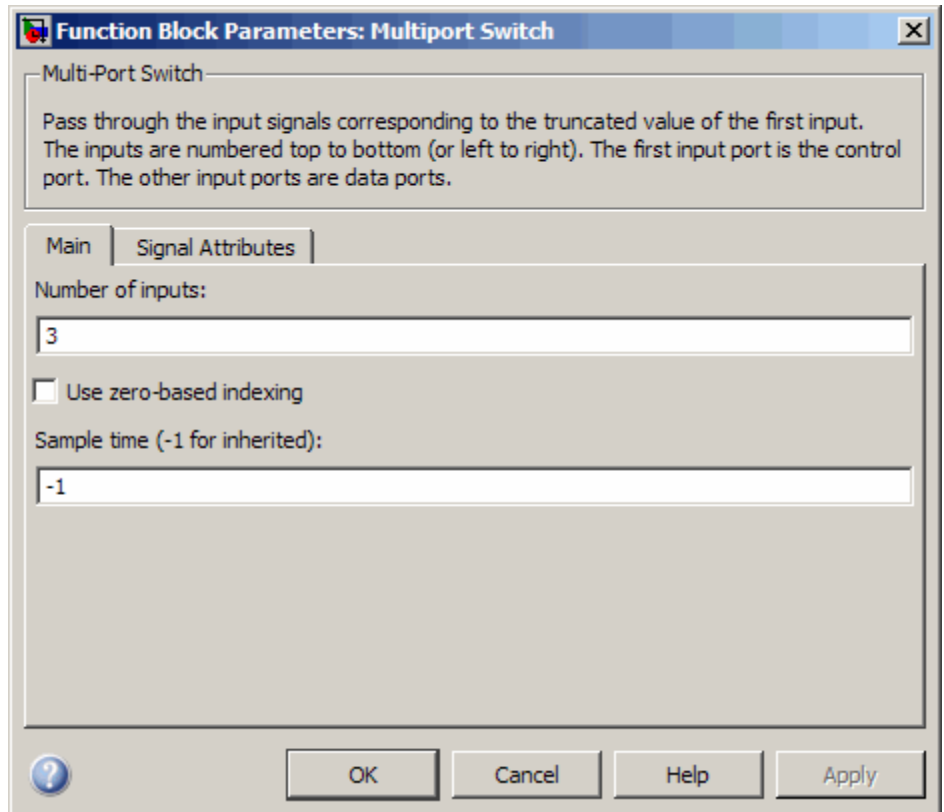 Function Block Parameters: Multiport Switch
Multi-Port Switch
Pass through the input signals corresponding to the truncated value of the first input.
The inputs are numbered top to bottom (or left to right). The first input port is the control
port. The other input ports are data ports.
Main
Signal Attributes
Number of inputs:
3
Use zero-based indexing
Sample time (-1 for inherited):
-1
OK
Cancel
Help
Apply